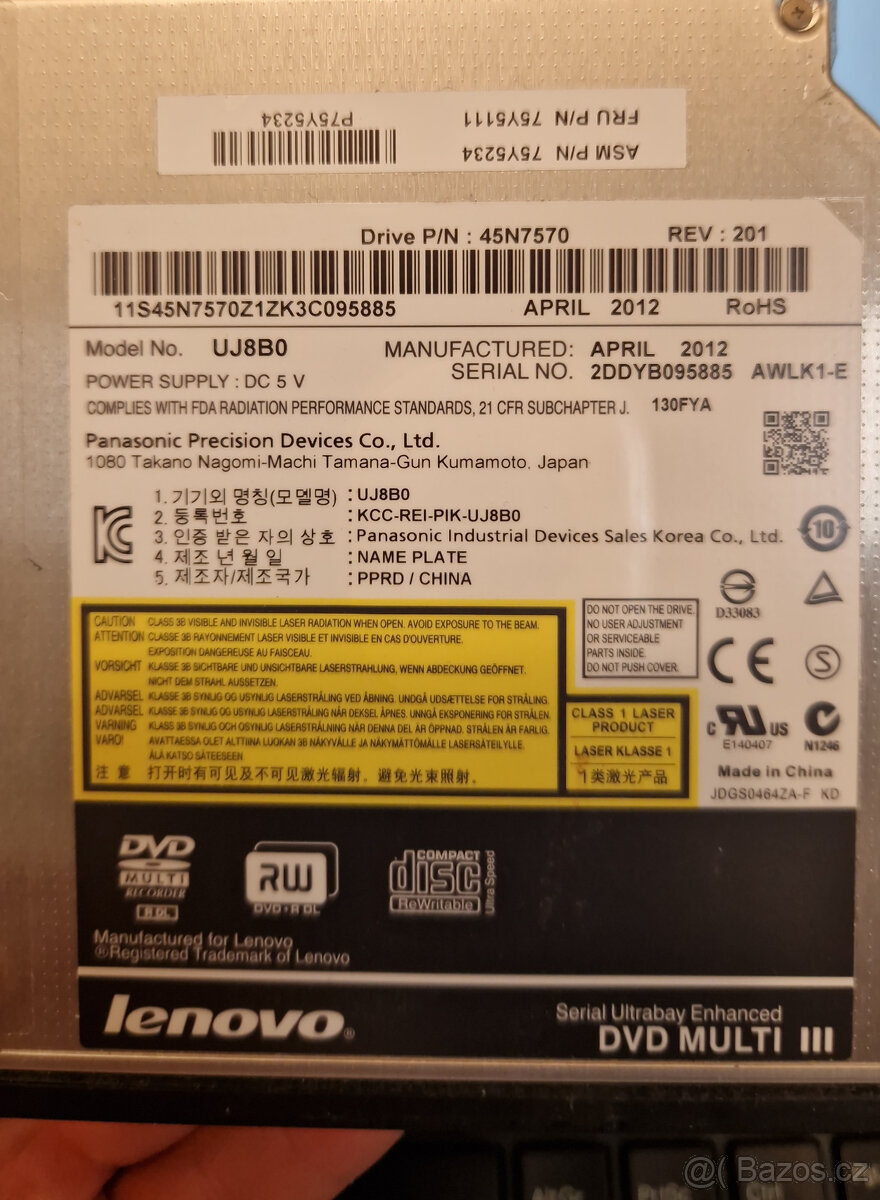 P75Y5234
FRU P/N 75Y5111
ASM P/N 75Y5234
Drive P/N : 45N7570 REV : 201
11S45N7570Z1ZK3C095885 APRIL 2012 RoHS
Model No. UJ8B0 MANUFACTURED: APRIL 2012
POWER SUPPLY : DC 5 V SERIAL NO. 2DDYB095885 AWLK1-E
COMPLIES WITH FDA RADIATION PERFORMANCE STANDARDS, 21 CFR SUBCHAPTER J. 130FYA
Panasonic Precision Devices Co., Ltd.
1080 Takano Nagomi-Machi Tamana-Gun Kumamoto, Japan
1. 기기외 명칭(모델명) : UJ8B0
2. 등록번호 : KCC-REI-PIK-UJ8B0
3. 인증 받은 자의 상호 : Panasonic Industrial Devices Sales Korea Co., Ltd.
4. 제조 년 월 일 : NAME PLATE
5. 제조자/제조국가 : PPRD / CHINA
10
D33083
CAUTION CLASS 3B VISIBLE AND INVISIBLE LASER RADIATION WHEN OPEN. AVOID EXPOSURE TO THE BEAM.
ATTENTION CLASSE 3B RAYONNEMENT LASER VISIBLE ET INVISIBLE EN CAS D'OUVERTURE.
EXPOSITION DANGEREUSE AU FAISCEAU.
VORSICHT KLASSE 3B SICHTBARE UND UNSICHTBARE LASERSTRAHLUNG, WENN ABDECKUNG GEÖFFNET.
NICHT DEM STRAHL AUSSETZEN.
ADVARSEL KLASSE 3B SYNLIG OG USYNLIG LASERSTRÅLING VED ÅBNING. UNDGÅ UDSÆTTELSE FOR STRÅLING.
ADVARSEL KLASSE 3B SYNLIG OG USYNLIG LASERSTRÅLING NÅR DEKSEL ÅPNES. UNNGÅ EKSPONERING FOR STRÅLEN.
VARNING KLASS 3B SYNLIG OCH OSYNLIG LASERSTRÅLNING NÄR DENNA DEL ÄR ÖPPNAD. STRÅLEN ÄR FARLIG.
VARO! AVATTAESSA OLET ALTTIINA LUOKAN 3B NÄKYVÄLLE JA NÄKYMÄTTÖMÄLLE LASERSÄTEILYLLE.
ÄLÄ KATSO SÄTEESEEN
注 意 打开时有可见及不可见激光辐射。避免光束照射。
DO NOT OPEN THE DRIVE.
NO USER ADJUSTMENT
OR SERVICEABLE
PARTS INSIDE.
DO NOT PUSH COVER.
CE S
CLASS 1 LASER
PRODUCT
LASER KLASSE 1
1类激光产品
c RU US
E140407 N1246
Made in China
JDGS0464ZA-F KD
DVD
MULTI
RECORDER
R DL
RW
DVD+R DL
COMPACT
disc
ReWritable
Ultra Speed
Manufactured for Lenovo
®Registered Trademark of Lenovo
lenovo®
Serial Ultrabay Enhanced
DVD MULTI III
@( Bazos.cz